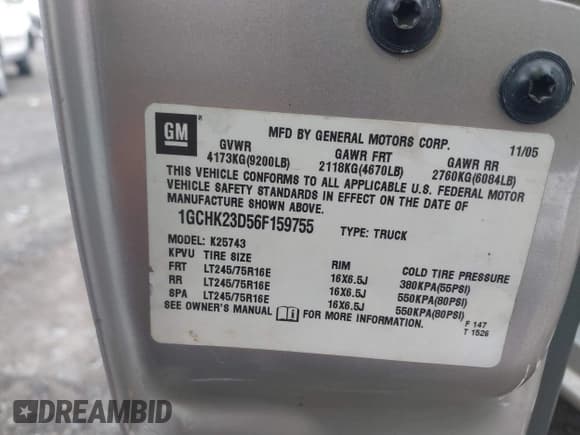 GM
MFD BY GENERAL MOTORS CORP. 11/05
GVWR GAWR FRT GAWR RR
4173KG(9200LB) 2118KG(4670LB) 2760KG(6084LB)
THIS VEHICLE CONFORMS TO ALL APPLICABLE U.S. FEDERAL MOTOR
VEHICLE SAFETY STANDARDS IN EFFECT ON THE DATE OF
MANUFACTURE SHOWN ABOVE.
1GCHK23D56F159755 TYPE: TRUCK
MODEL: K25743
KPVU TIRE SIZE RIM COLD TIRE PRESSURE
FRT LT245/75R16E 16X6.5J 380KPA(55PSI)
RR LT245/75R16E 16X6.5J 550KPA(80PSI)
SPA LT245/75R16E 16X6.5J 550KPA(80PSI)
SEE OWNER'S MANUAL FOR MORE INFORMATION.
F 147
T 1526
DREAMBID